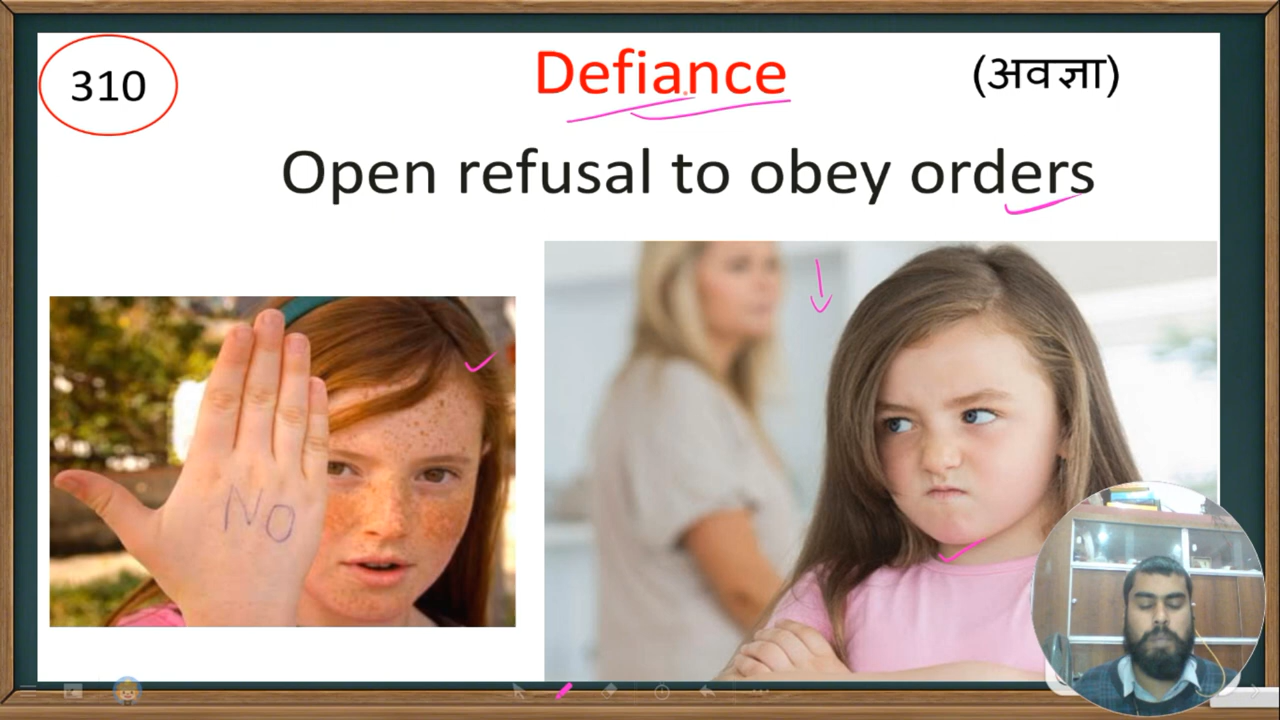 310
Defiance
(अवज्ञा)
Open refusal to obey orders
NO